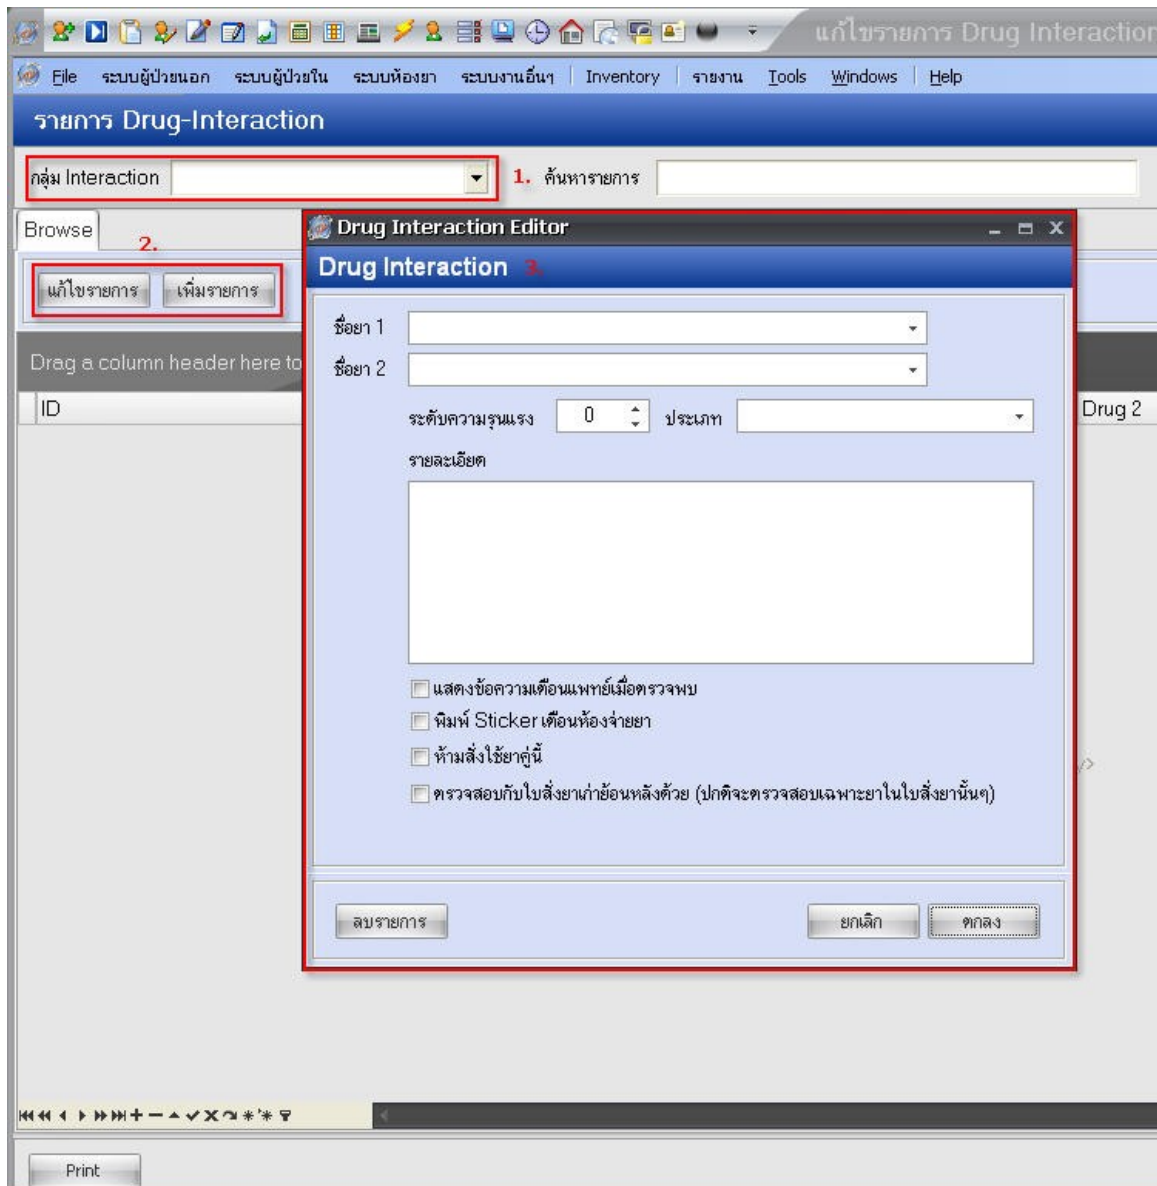 แก้ไขรายการ Drug Interaction
File ระบบผู้ป่วยนอก ระบบผู้ป่วยใน ระบบห้องยา ระบบงานอื่นๆ Inventory รายงาน Tools Windows Help
รายการ Drug-Interaction
กลุ่ม Interaction 1. ค้นหารายการ
Browse
2.
แก้ไขรายการ เพิ่มรายการ
Drag a column header here to
ID
Drug 2
Drug Interaction Editor
Drug Interaction 3.
ชื่อยา 1
ชื่อยา 2
ระดับความรุนแรง 0 ประเภท
รายละเอียด
แสดงข้อความเตือนแพทย์เมื่อตรวจพบ
พิมพ์ Sticker เตือนห้องจ่ายยา
ห้ามสั่งใช้ยาคู่นี้
ตรวจสอบกับใบสั่งยาเก่าย้อนหลังด้วย (ปกติจะตรวจสอบเฉพาะยาในใบสั่งยานั้นๆ)
/>
ลบรายการ ยกเลิก ตกลง
Print